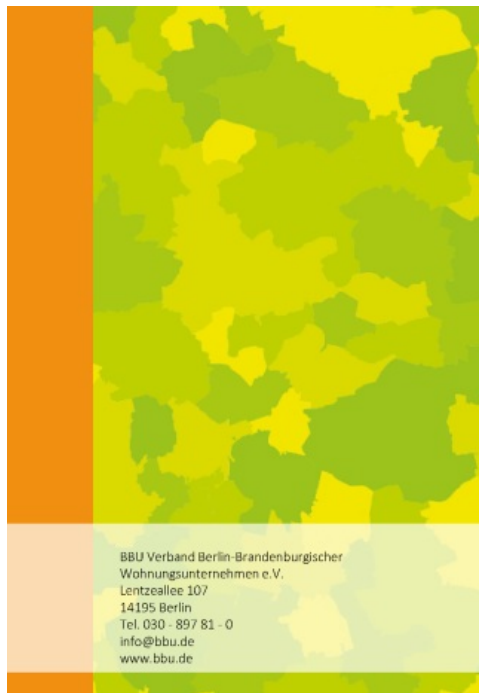 BBU Verband Berlin-Brandenburgischer
Wohnungsunternehmen e.V.
Lentzeallee 107
14195 Berlin
Tel. 030 - 897 81 - 0
info@bbu.de
www.bbu.de